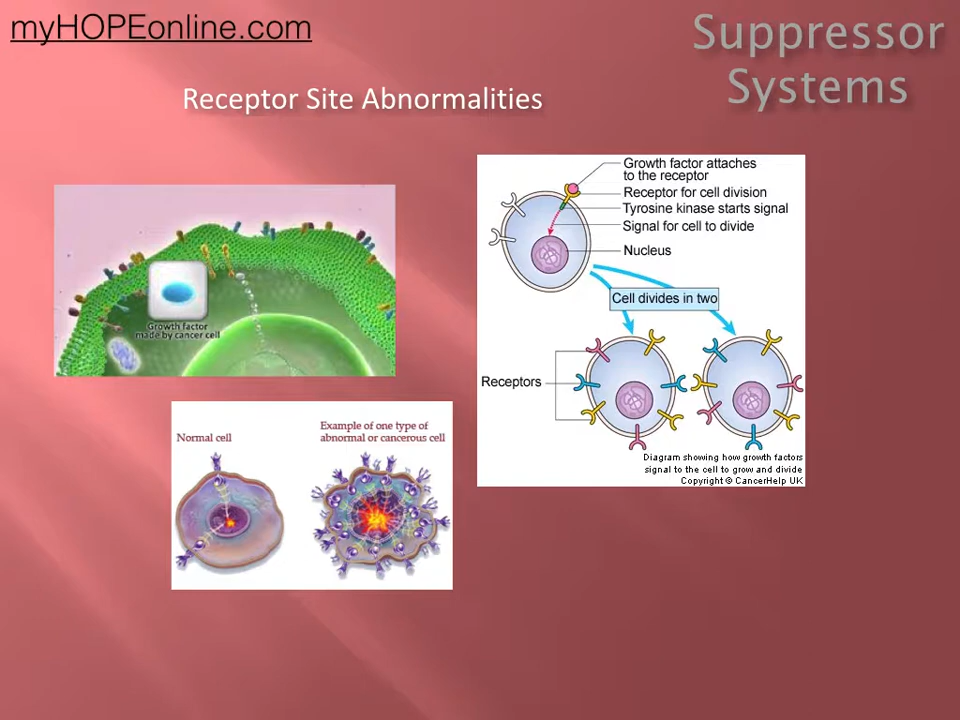 myHOPEonline.com
Suppressor
Systems
Receptor Site Abnormalities
Growth factor
made by cancer cell
Growth factor attaches
to the receptor
Receptor for cell division
Tyrosine kinase starts signal
Signal for cell to divide
Nucleus
Cell divides in two
Receptors
Diagram showing how growth factors
signal to the cell to grow and divide
Copyright © CancerHelp UK
Normal cell
Example of one type of
abnormal or cancerous cell